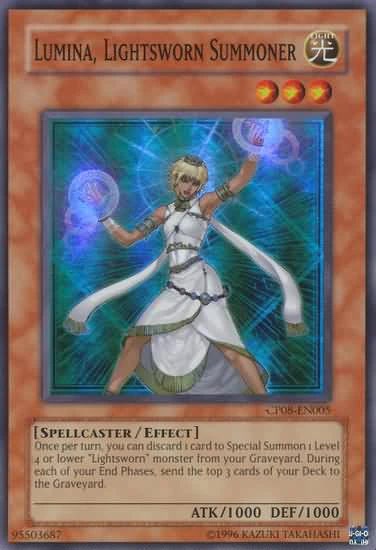 LUMINA, LIGHTSWORN SUMMONER
LIGHT
光
CP08-EN005
[SPELLCASTER / EFFECT]
Once per turn, you can discard 1 card to Special Summon 1 Level
4 or lower "Lightsworn" monster from your Graveyard. During
each of your End Phases, send the top 3 cards of your Deck to
the Graveyard.
ATK/1000 DEF/1000
95503687
©1996 KAZUKI TAKAHASHI